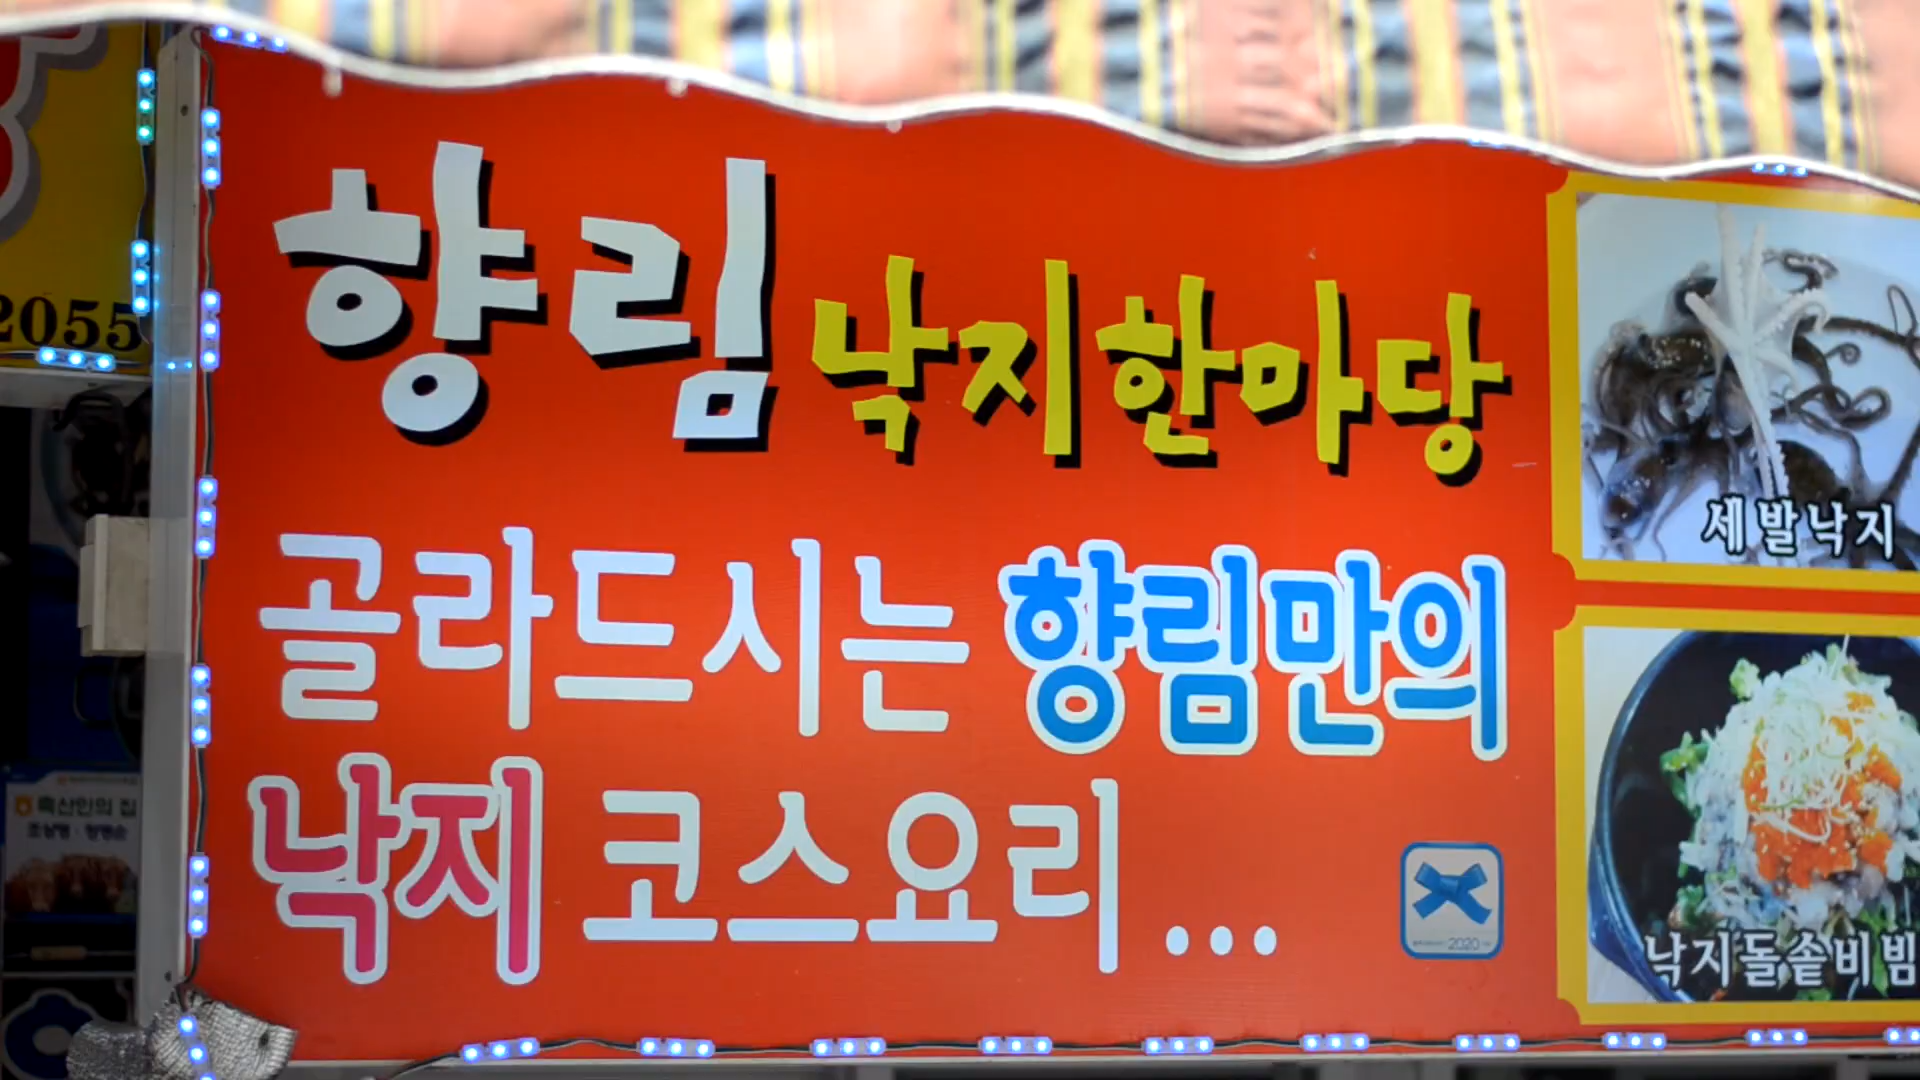 향림 낙지한마당
골라드시는 향림만의
낙지 코스요리...
세발낙지
낙지돌솥비빔
2055
2020